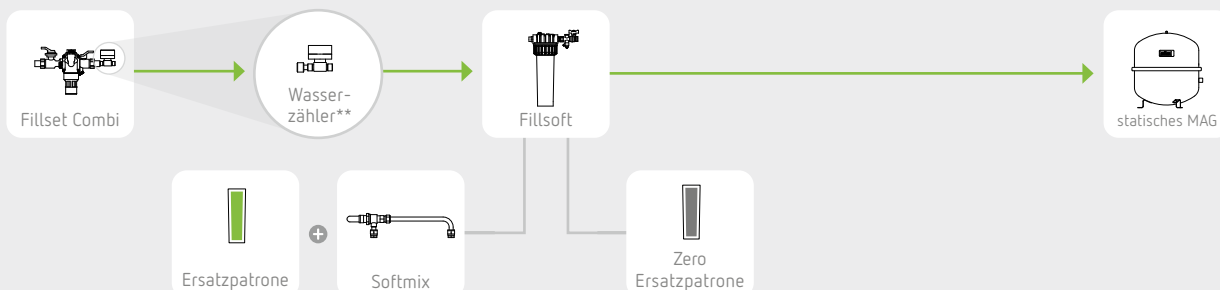 Fillset Combi
Wasser-
zähler**
Fillsoft
statisches MAG
Ersatzpatrone
Softmix
Zero
Ersatzpatrone